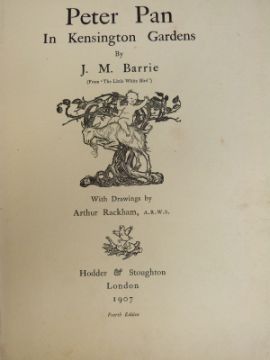 Peter Pan
In Kensington Gardens
By
J. M. Barrie
(From 'The Little White Bird')
With Drawings by
Arthur Rackham, A.R.W.S.
Hodder & Stoughton
London
1907
Fourth Edition